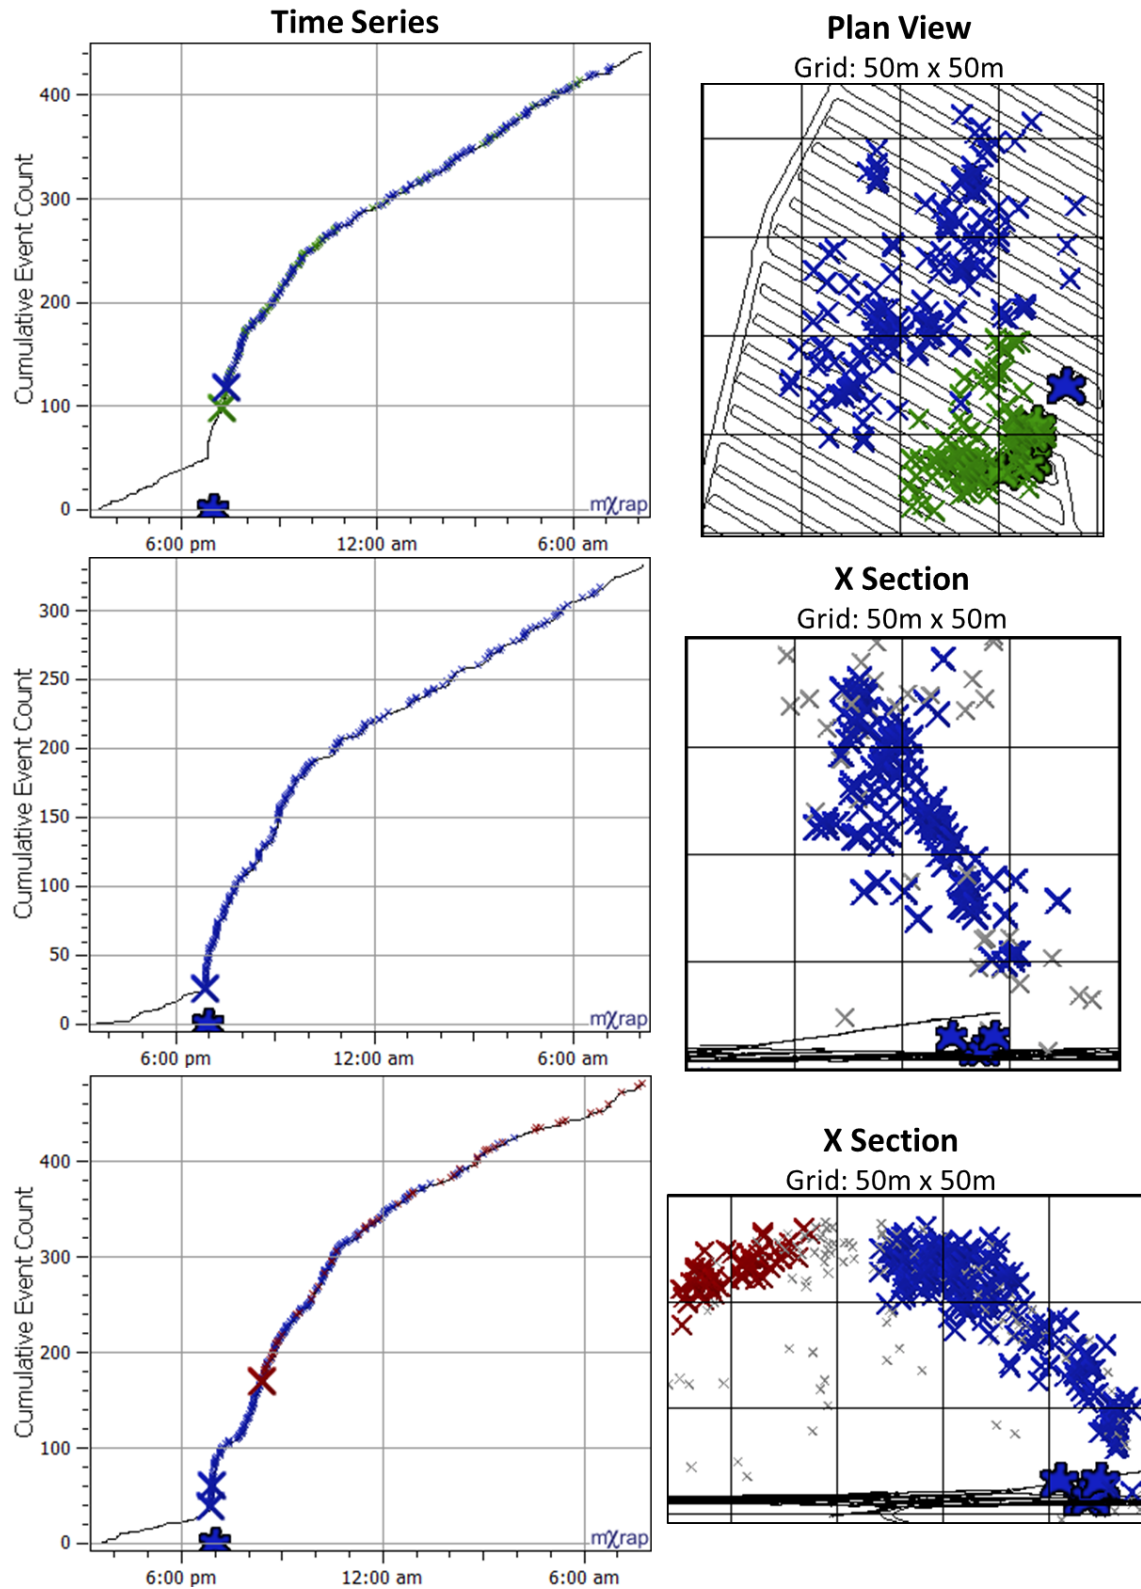 Time Series
Plan View
Grid: 50m x 50m
Cumulative Event Count
400
300
200
100
0
mXrap
6:00 pm
12:00 am
6:00 am
X Section
Grid: 50m x 50m
Cumulative Event Count
300
250
200
150
100
50
0
mXrap
6:00 pm
12:00 am
6:00 am
X Section
Grid: 50m x 50m
Cumulative Event Count
400
300
200
100
0
mXrap
6:00 pm
12:00 am
6:00 am